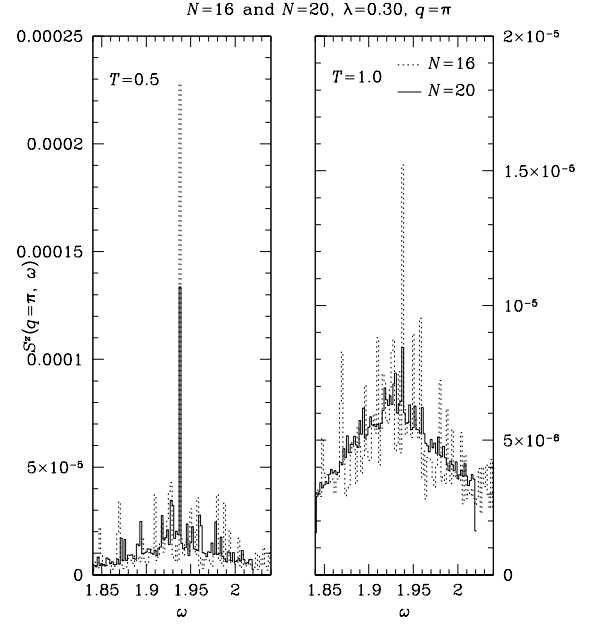 N=16 and N=20, λ=0.30, q=π
0.00025
0.0002
0.00015
0.0001
5×10⁻⁵
0
Sᶻ(q=π, ω)
T=0.5
1.85 1.9 1.95 2
ω
T=1.0
N=16
N=20
2×10⁻⁵
1.5×10⁻⁵
10⁻⁵
5×10⁻⁶
0
1.85 1.9 1.95 2
ω